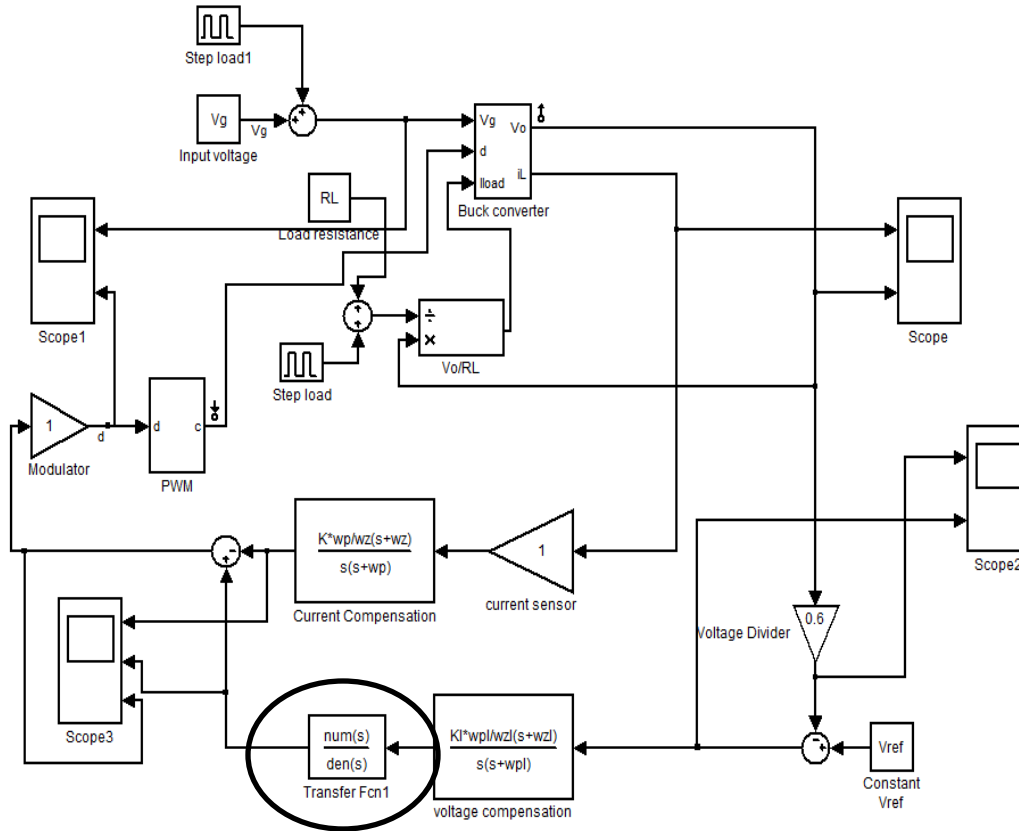 Step load1
Vg
Vg
Input voltage
Vg
d
Iload
Vo
iL
Buck converter
RL
Load resistance
Scope1
Scope
÷
×
Vo/RL
Step load
1
Modulator
d
d
c
PWM
Scope2
K*wp/wz(s+wz)
s(s+wp)
Current Compensation
1
current sensor
0.6
Voltage Divider
Scope3
num(s)
den(s)
Transfer Fcn1
KI*wpI/wzI(s+wzI)
s(s+wpI)
voltage compensation
Vref
Constant
Vref